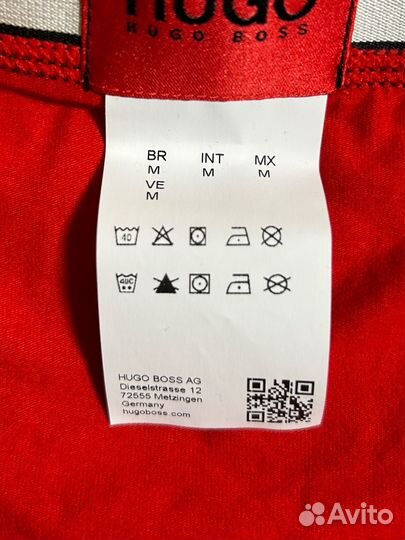 HUGO
HUGO BOSS
BR INT MX
M M M
VE
M
40
40C
HUGO BOSS AG
Dieselstrasse 12
72555 Metzingen
Germany
hugoboss.com
Avito